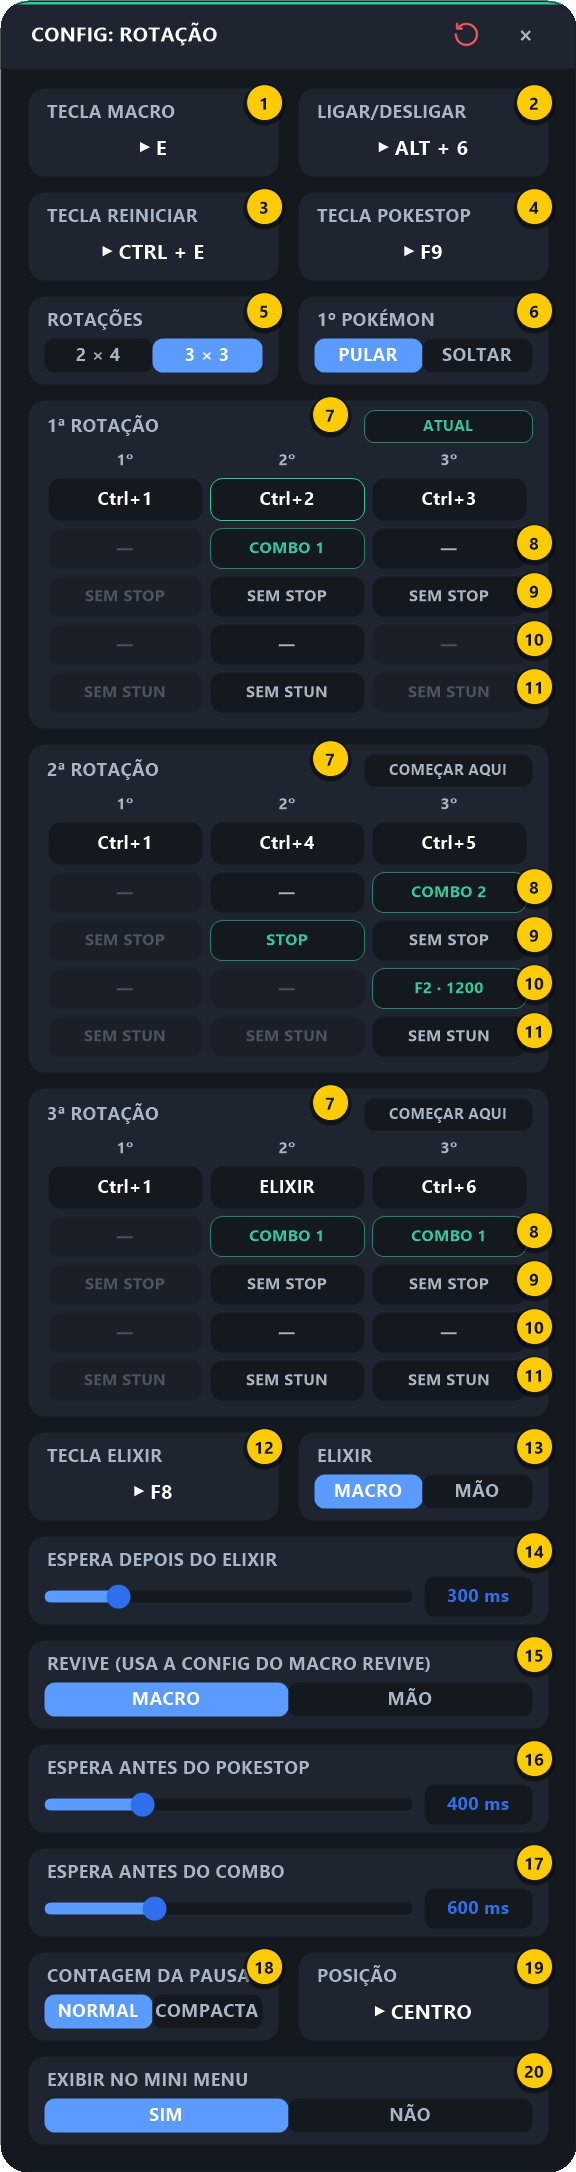 CONFIG: ROTAÇÃO ×
TECLA MACRO 1
▶ E
LIGAR/DESLIGAR 2
▶ ALT + 6
TECLA REINICIAR 3
▶ CTRL + E
TECLA POKESTOP 4
▶ F9
ROTAÇÕES 5
2 × 4 3 × 3
1º POKÉMON 6
PULAR SOLTAR
1ª ROTAÇÃO 7 ATUAL
1º 2º 3º
Ctrl+1 Ctrl+2 Ctrl+3
— COMBO 1 — 8
SEM STOP SEM STOP SEM STOP 9
— — — 10
SEM STUN SEM STUN SEM STUN 11
2ª ROTAÇÃO 7 COMEÇAR AQUI
1º 2º 3º
Ctrl+1 Ctrl+4 Ctrl+5
— — COMBO 2 8
SEM STOP STOP SEM STOP 9
— — F2 · 1200 10
SEM STUN SEM STUN SEM STUN 11
3ª ROTAÇÃO 7 COMEÇAR AQUI
1º 2º 3º
Ctrl+1 ELIXIR Ctrl+6
— COMBO 1 COMBO 1 8
SEM STOP SEM STOP SEM STOP 9
— — — 10
SEM STUN SEM STUN SEM STUN 11
TECLA ELIXIR 12
▶ F8
ELIXIR 13
MACRO MÃO
ESPERA DEPOIS DO ELIXIR 14
300 ms
REVIVE (USA A CONFIG DO MACRO REVIVE) 15
MACRO MÃO
ESPERA ANTES DO POKESTOP 16
400 ms
ESPERA ANTES DO COMBO 17
600 ms
CONTAGEM DA PAUSA 18
NORMAL COMPACTA
POSIÇÃO 19
▶ CENTRO
EXIBIR NO MINI MENU 20
SIM NÃO